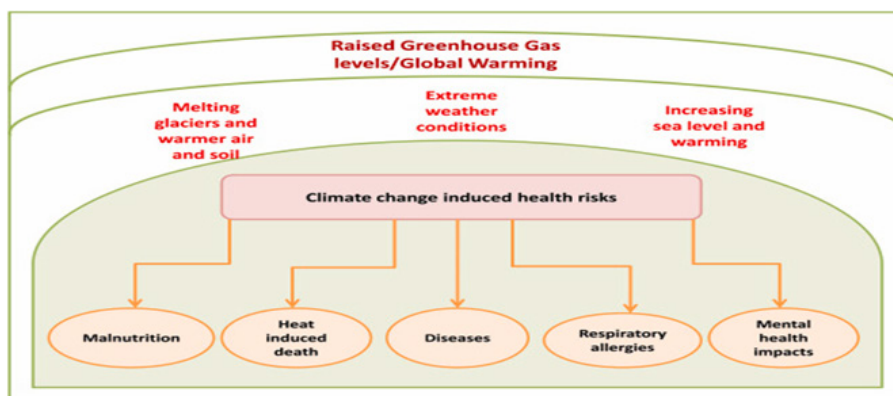 Raised Greenhouse Gas
levels/Global Warming
Melting
glaciers and
warmer air
and soil
Extreme
weather
conditions
Increasing
sea level and
warming
Climate change induced health risks
Malnutrition
Heat
induced
death
Diseases
Respiratory
allergies
Mental
health
impacts